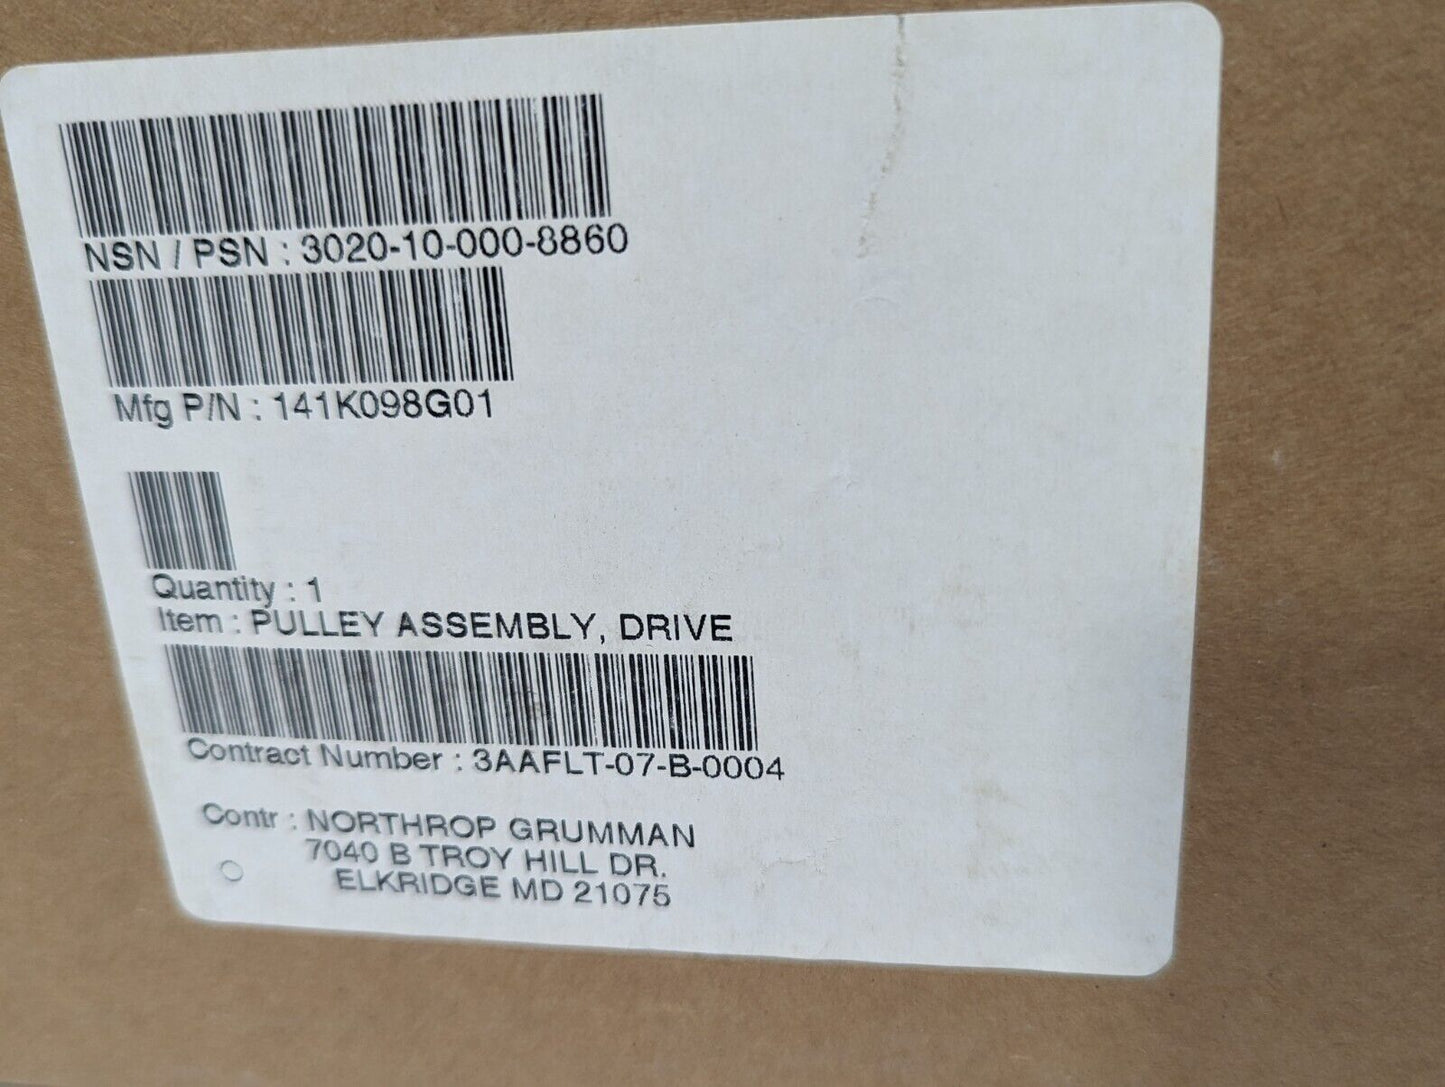 NSN / PSN : 3020-10-000-8860
Mfg P/N : 141K098G01
Quantity : 1
Item : PULLEY ASSEMBLY, DRIVE
Contract Number : 3AAFLT-07-B-0004
Contr : NORTHROP GRUMMAN
7040 B TROY HILL DR.
ELKRIDGE MD 21075